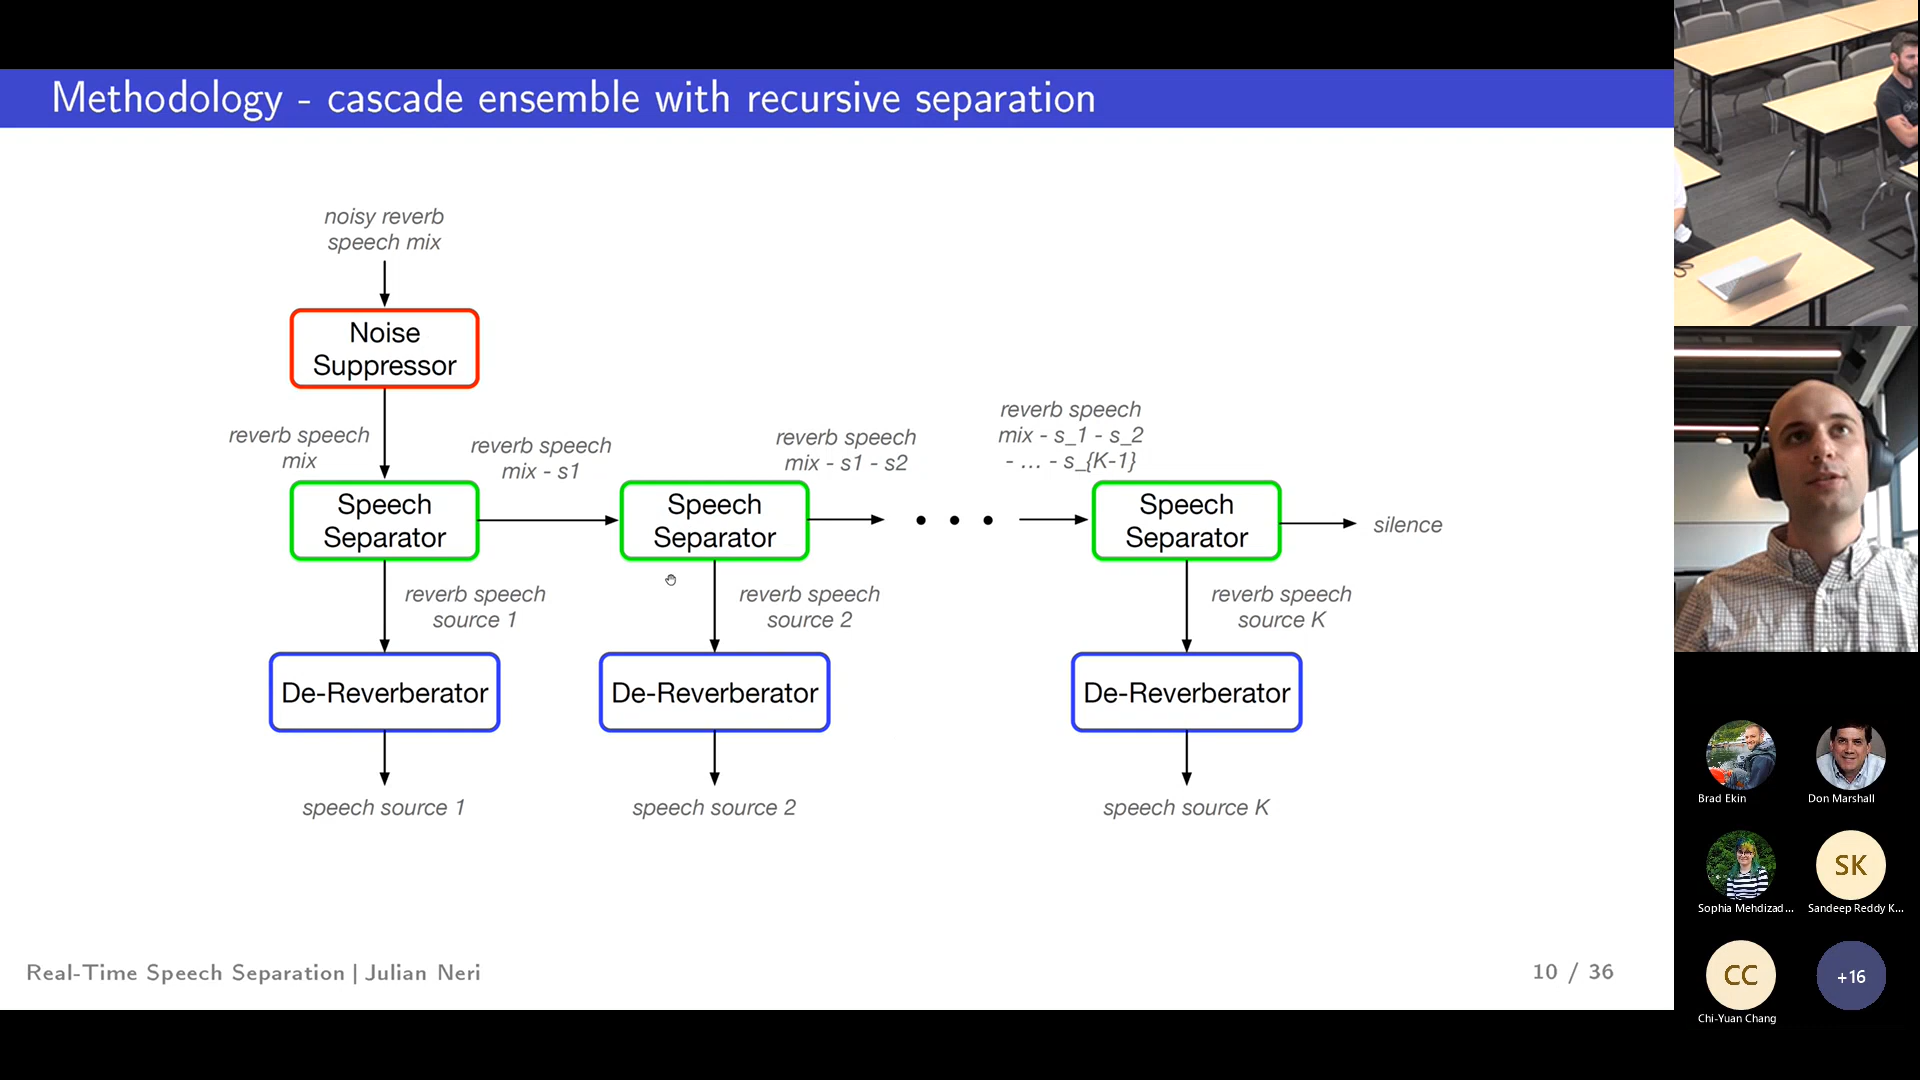 Methodology - cascade ensemble with recursive separation
noisy reverb
speech mix
Noise
Suppressor
reverb speech
mix
reverb speech
mix - s1
reverb speech
mix - s1 - s2
reverb speech
mix - s_1 - s_2
- ... - s_{K-1}
Speech
Separator
Speech
Separator
Speech
Separator
silence
reverb speech
source 1
reverb speech
source 2
reverb speech
source K
De-Reverberator
De-Reverberator
De-Reverberator
speech source 1
speech source 2
speech source K
Real-Time Speech Separation | Julian Neri
10 / 36
Brad Ekin
Don Marshall
SK
Sophia Mehdizad...
Sandeep Reddy K...
CC
+16
Chi-Yuan Chang